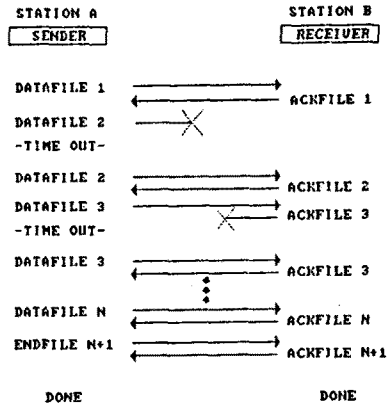 STATION A STATION B
SENDER RECEIVER
DATAFILE 1
ACKFILE 1
DATAFILE 2
-TIME OUT-
DATAFILE 2
ACKFILE 2
DATAFILE 3
ACKFILE 3
-TIME OUT-
DATAFILE 3
ACKFILE 3
DATAFILE N
ACKFILE N
ENDFILE N+1
ACKFILE N+1
DONE DONE